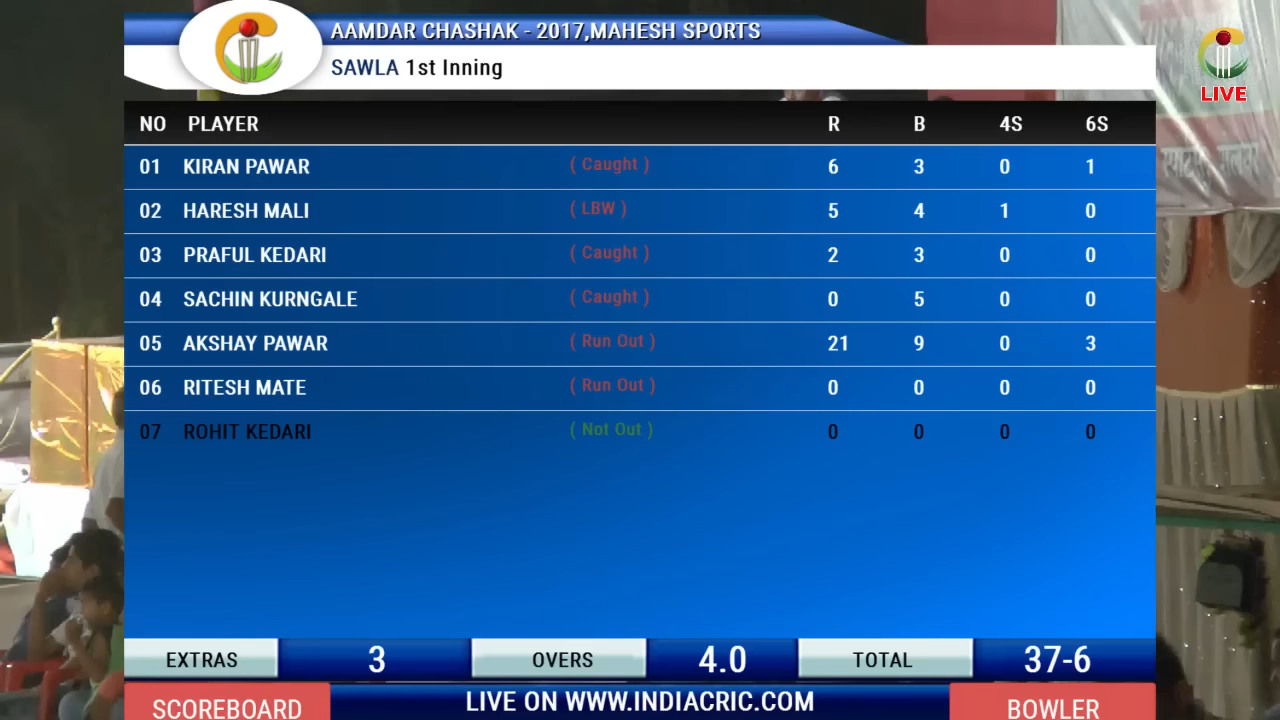 AAMDAR CHASHAK - 2017,MAHESH SPORTS
SAWLA 1st Inning
LIVE
NO PLAYER R B 4S 6S
01 KIRAN PAWAR ( Caught ) 6 3 0 1
02 HARESH MALI ( LBW ) 5 4 1 0
03 PRAFUL KEDARI ( Caught ) 2 3 0 0
04 SACHIN KURNGALE ( Caught ) 0 5 0 0
05 AKSHAY PAWAR ( Run Out ) 21 9 0 3
06 RITESH MATE ( Run Out ) 0 0 0 0
07 ROHIT KEDARI ( Not Out ) 0 0 0 0
EXTRAS 3 OVERS 4.0 TOTAL 37-6
SCOREBOARD LIVE ON WWW.INDIACRIC.COM BOWLER